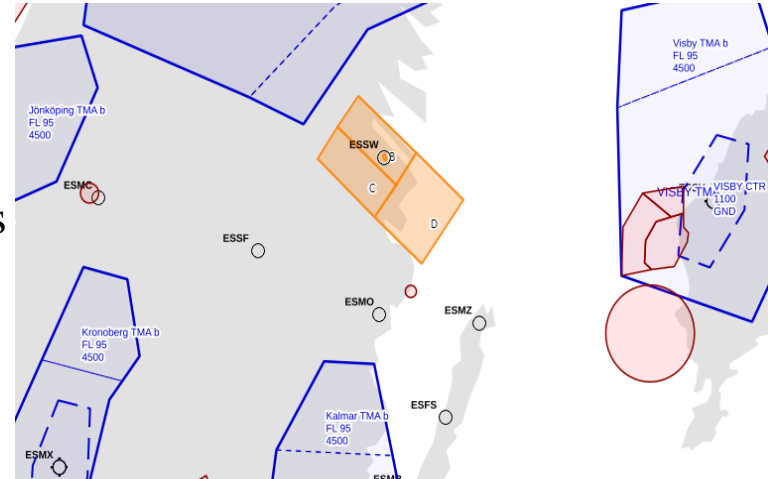 Visby TMA b
FL 95
4500
Jönköping TMA b
FL 95
4500
ESSW
B
C
D
ESMC
VISBY TMA
VISBY CTR
1100
GND
S
ESSF
ESMO
ESMZ
Kronoberg TMA b
FL 95
4500
ESFS
Kalmar TMA b
FL 95
4500
ESMX